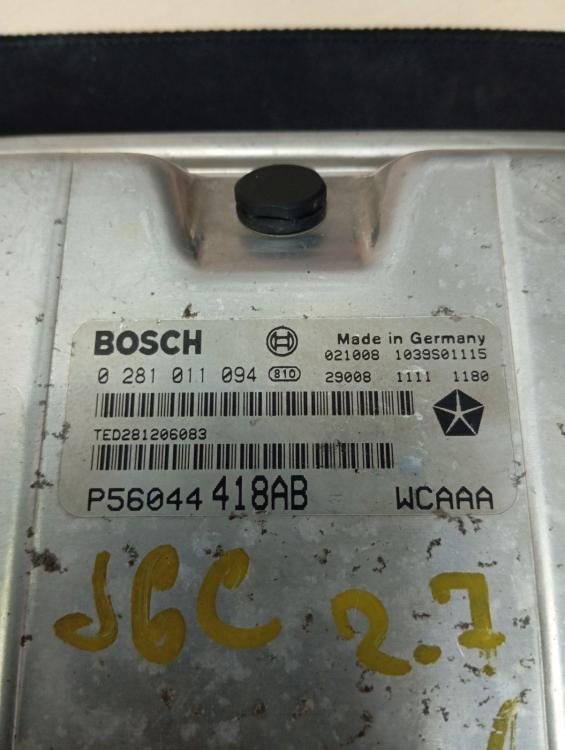 BOSCH
Made in Germany
021008 1039S01115
0 281 011 094 810 29008 1111 1180
TED281206083
P56044418AB WCAAA
JGC 2.7